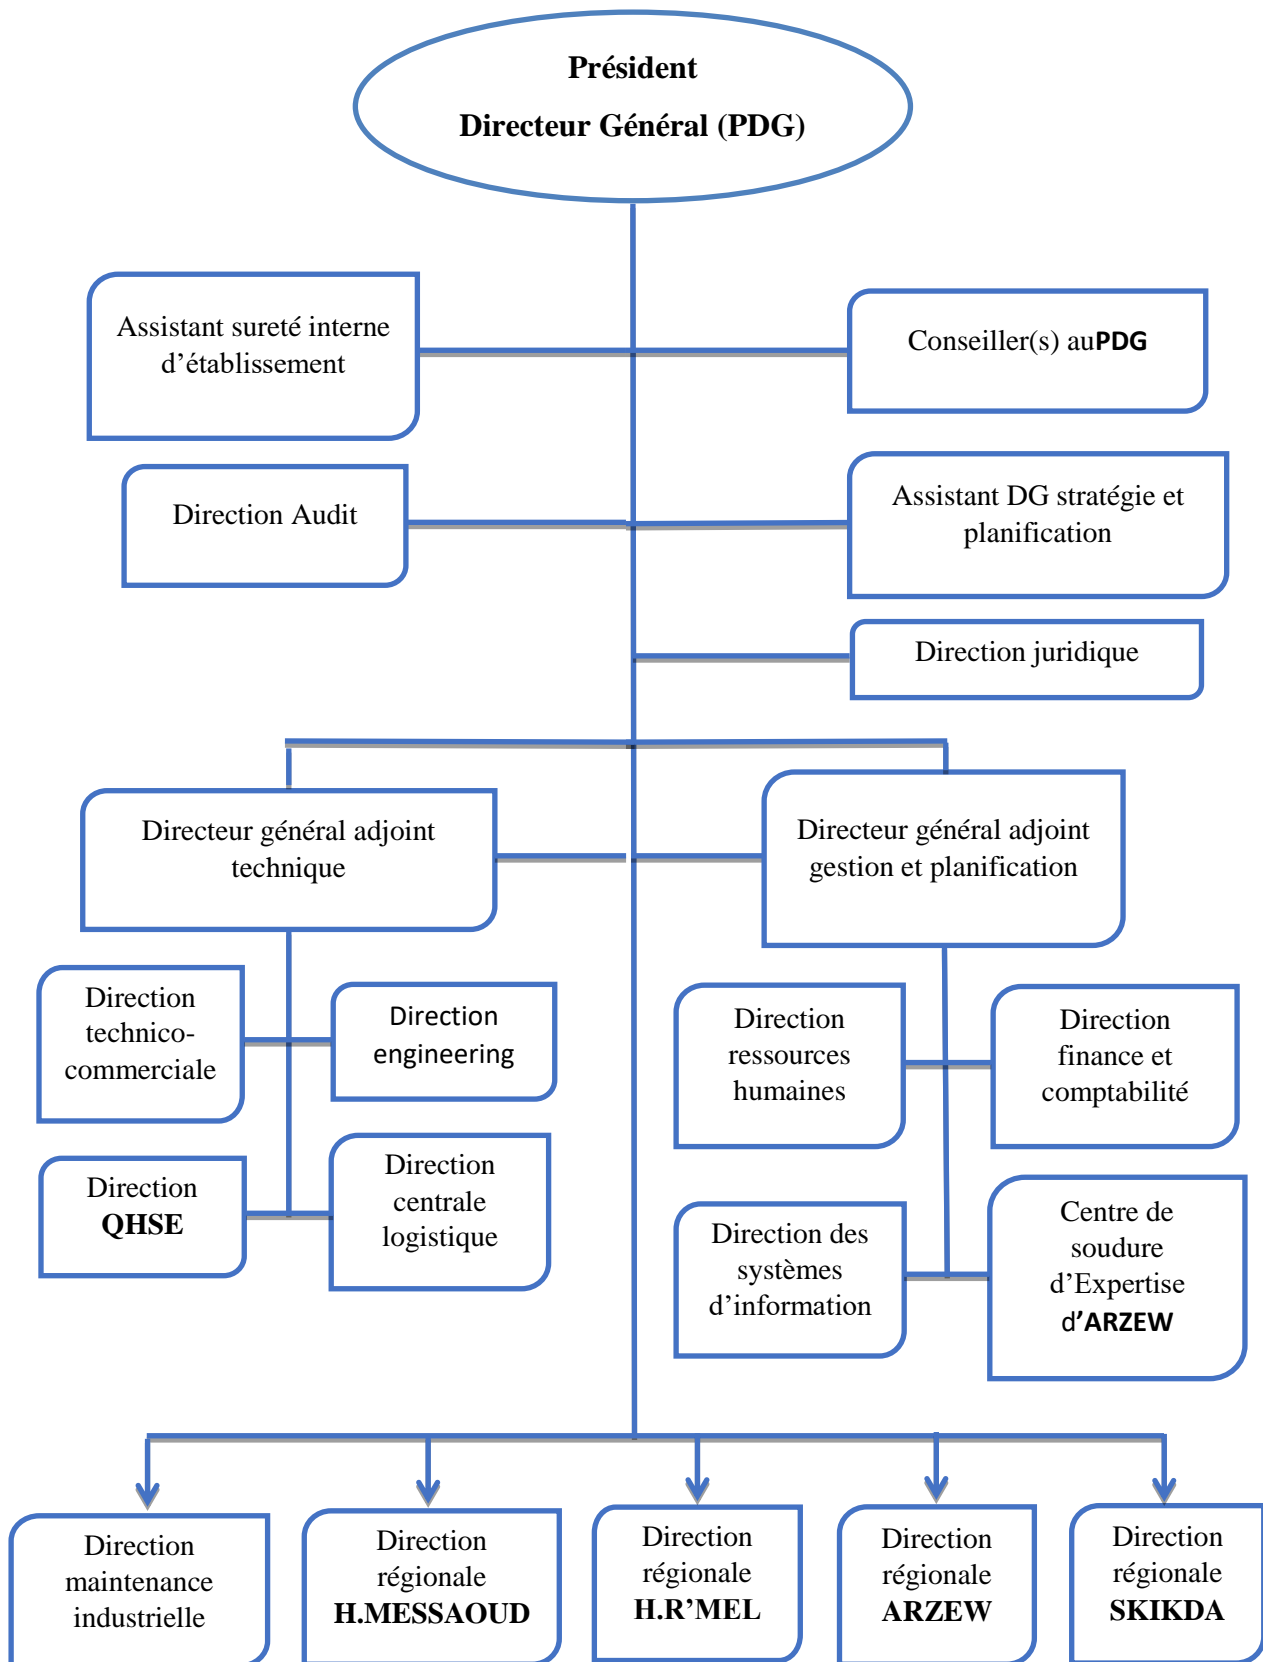 Président
Directeur Général (PDG)
Assistant sureté interne
d’établissement
Conseiller(s) auPDG
Direction Audit
Assistant DG stratégie et
planification
Direction juridique
Directeur général adjoint
technique
Directeur général adjoint
gestion et planification
Direction
technico-
commerciale
Direction
engineering
Direction
ressources
humaines
Direction
finance et
comptabilité
Direction
QHSE
Direction
centrale
logistique
Direction des
systèmes
d’information
Centre de
soudure
d’Expertise
d’ARZEW
Direction
maintenance
industrielle
Direction
régionale
H.MESSAOUD
Direction
régionale
H.R’MEL
Direction
régionale
ARZEW
Direction
régionale
SKIKDA